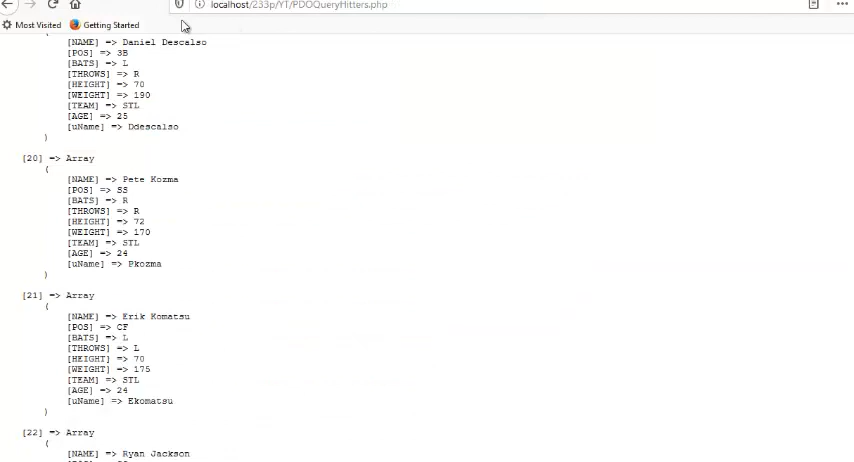 localhost/233p/YT/PDOQueryHitters.php
Most Visited Getting Started
(
[NAME] => Daniel Descalso
[POS] => 3B
[BATS] => L
[THROWS] => R
[HEIGHT] => 70
[WEIGHT] => 190
[TEAM] => STL
[AGE] => 25
[uName] => Ddescalso
)
[20] => Array
(
[NAME] => Pete Kozma
[POS] => SS
[BATS] => R
[THROWS] => R
[HEIGHT] => 72
[WEIGHT] => 170
[TEAM] => STL
[AGE] => 24
[uName] => Pkozma
)
[21] => Array
(
[NAME] => Erik Komatsu
[POS] => CF
[BATS] => L
[THROWS] => L
[HEIGHT] => 70
[WEIGHT] => 175
[TEAM] => STL
[AGE] => 24
[uName] => Ekomatsu
)
[22] => Array
(
[NAME] => Ryan Jackson